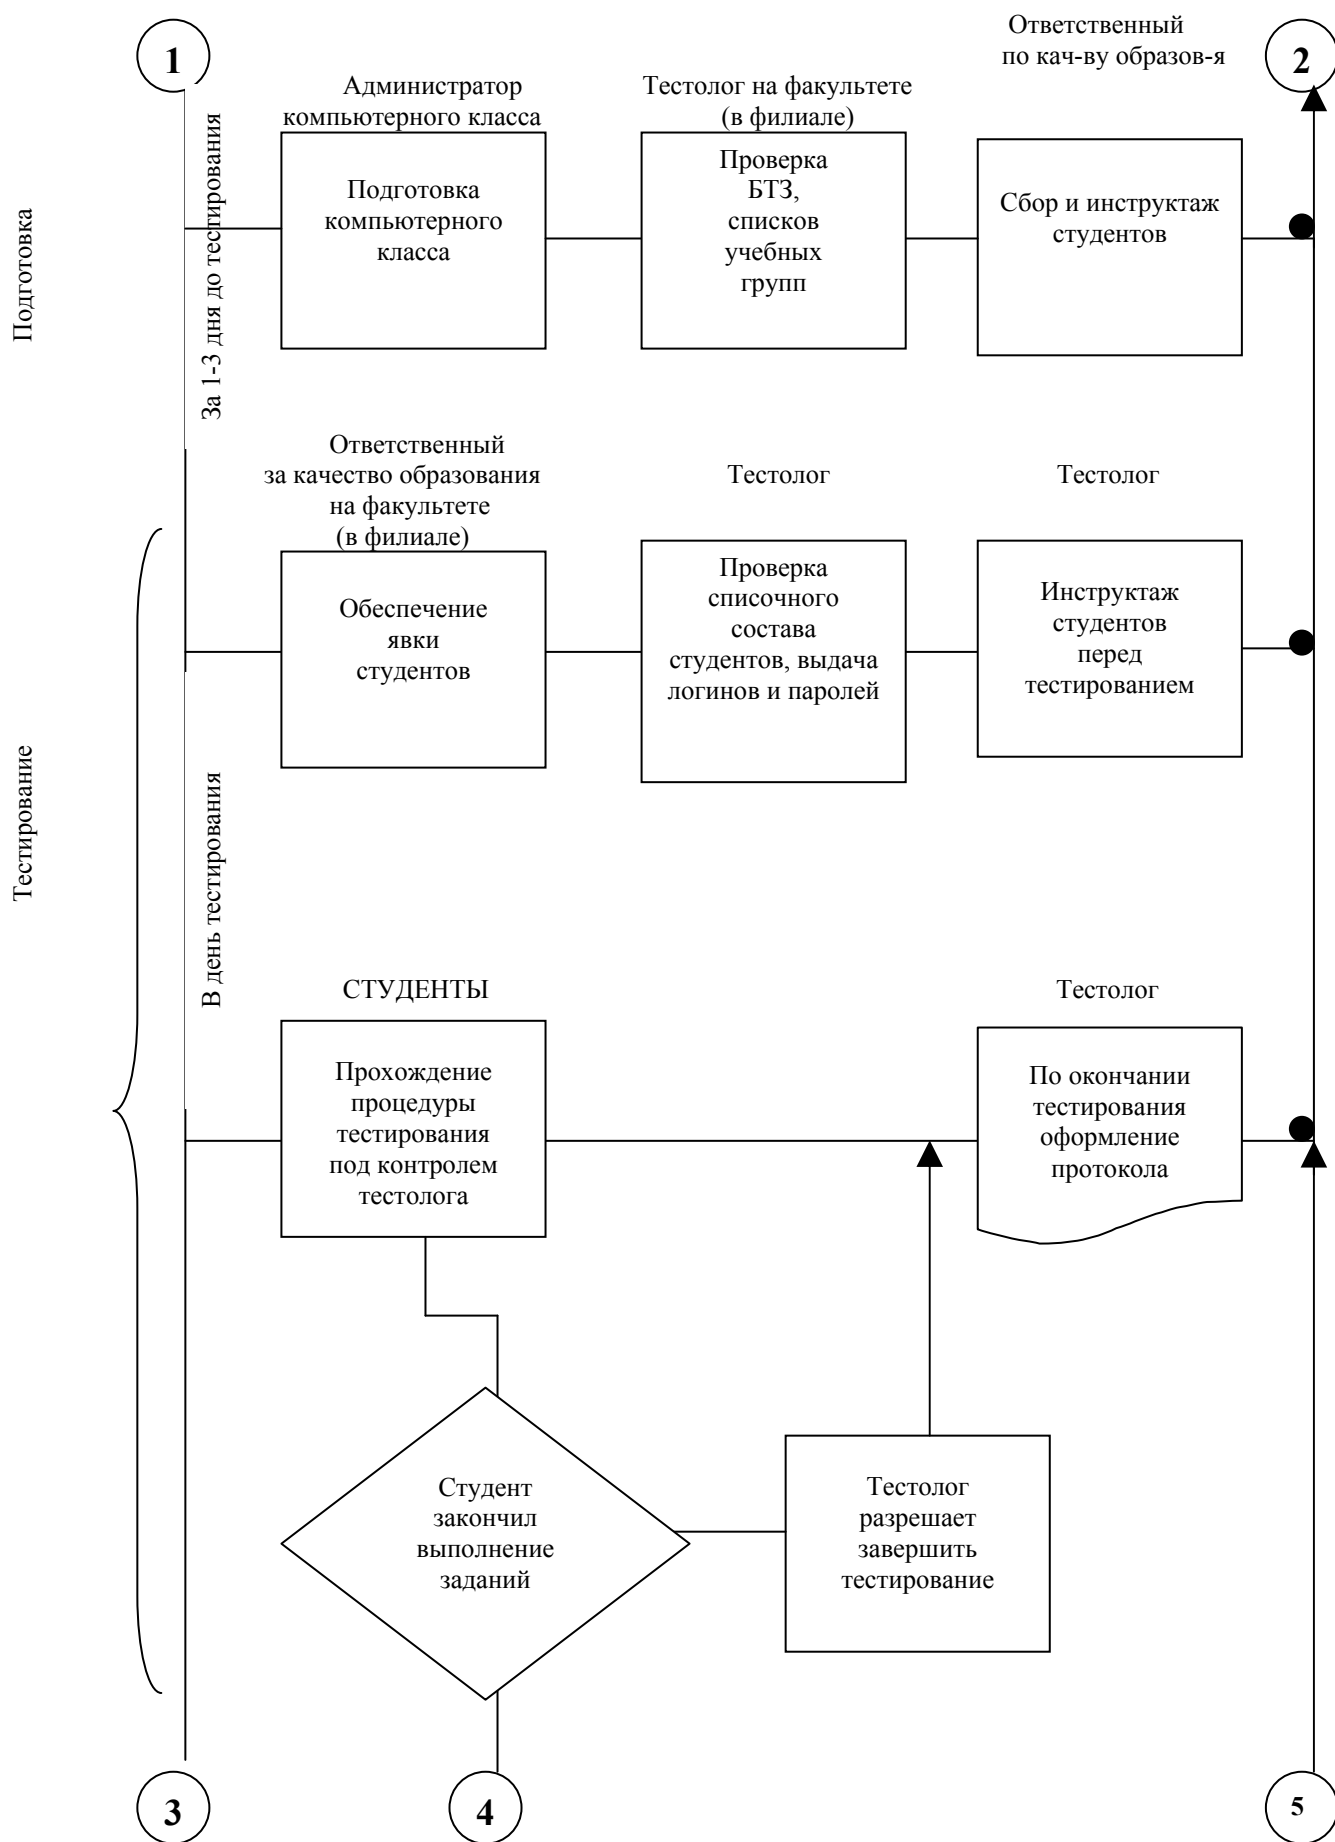 1
Ответственный
по кач-ву образов-я
2
Администратор
компьютерного класса
Тестолог на факультете
(в филиале)
Подготовка
За 1-3 дня до тестирования
Подготовка
компьютерного
класса
Проверка
БТЗ,
списков
учебных
групп
Сбор и инструктаж
студентов
Ответственный
за качество образования
на факультете
(в филиале)
Тестолог
Тестолог
Тестирование
В день тестирования
Обеспечение
явки
студентов
Проверка
списочного
состава
студентов, выдача
логинов и паролей
Инструктаж
студентов
перед
тестированием
СТУДЕНТЫ
Тестолог
Прохождение
процедуры
тестирования
под контролем
тестолога
По окончании
тестирования
оформление
протокола
Студент
закончил
выполнение
заданий
Тестолог
разрешает
завершить
тестирование
3
4
5